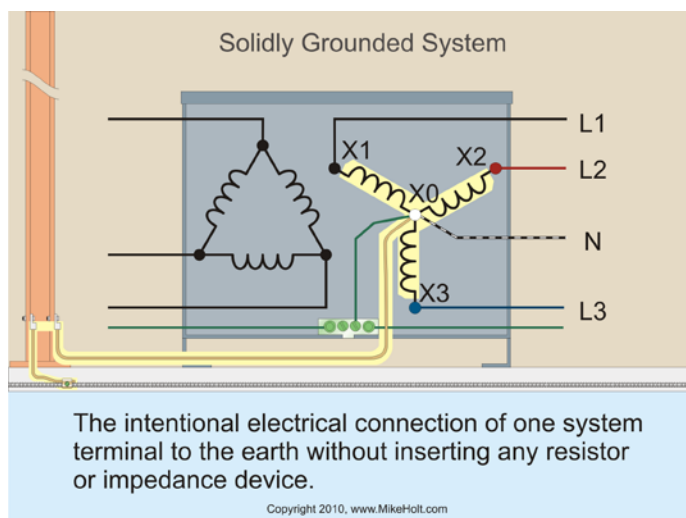 Solidly Grounded System
L1
X1
X2
L2
X0
N
X3
L3
The intentional electrical connection of one system
terminal to the earth without inserting any resistor
or impedance device.
Copyright 2010, www.MikeHolt.com